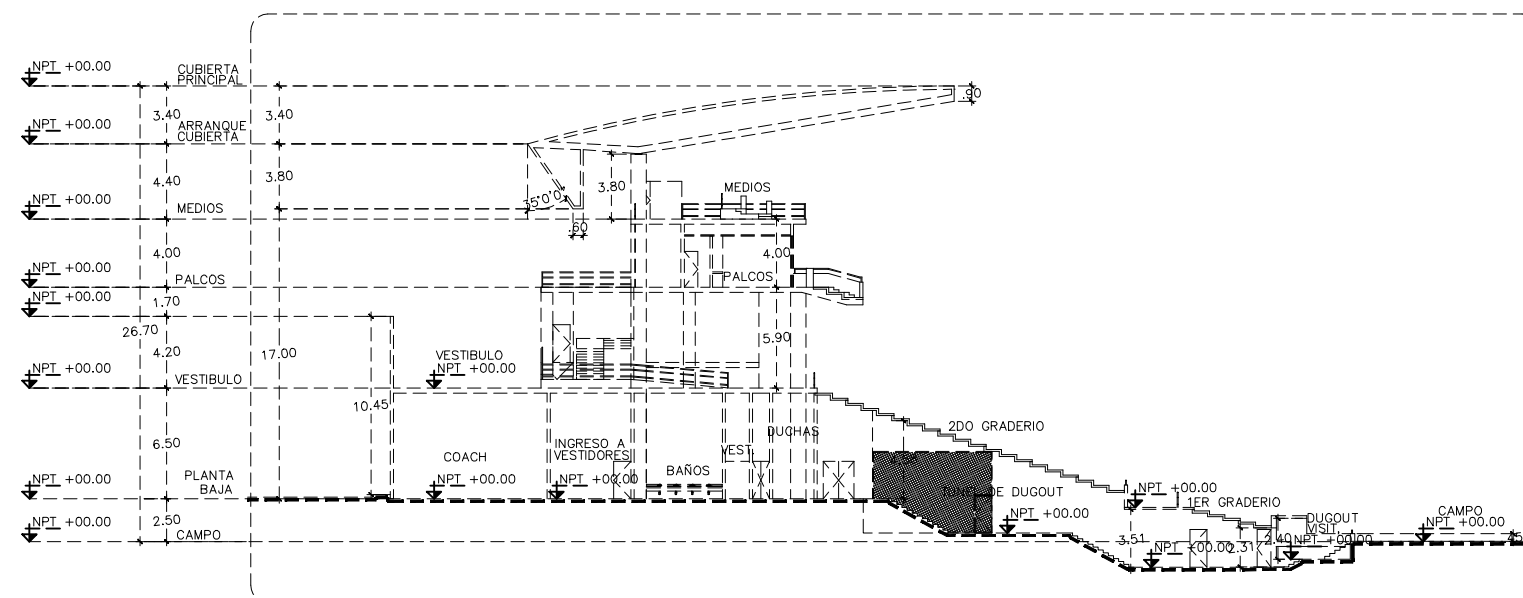 NPT +00.00
CUBIERTA
PRINCIPAL
.90
3.40
3.40
NPT +00.00
ARRANQUE
CUBIERTA
4.40
3.80
3.80
MEDIOS
35°0'0"
NPT +00.00
MEDIOS
.60
4.00
4.00
NPT +00.00
PALCOS
PALCOS
1.70
NPT +00.00
26.70
4.20
17.00
5.90
VESTIBULO
NPT +00.00
NPT +00.00
VESTIBULO
10.45
6.50
DUCHAS
2DO GRADERIO
INGRESO A
VESTIDORES
VEST.
COACH
BAÑOS
PLANTA
BAJA
NPT +00.00
NPT +00.00
NPT +00.00
DE DUGOUT
NPT +00.00
1ER GRADERIO
2.50
NPT +00.00
NPT +00.00
DUGOUT
VISIT.
CAMPO
NPT +00.00
CAMPO
3.51
NPT +00.00
2.31
2.40
NPT +00.00